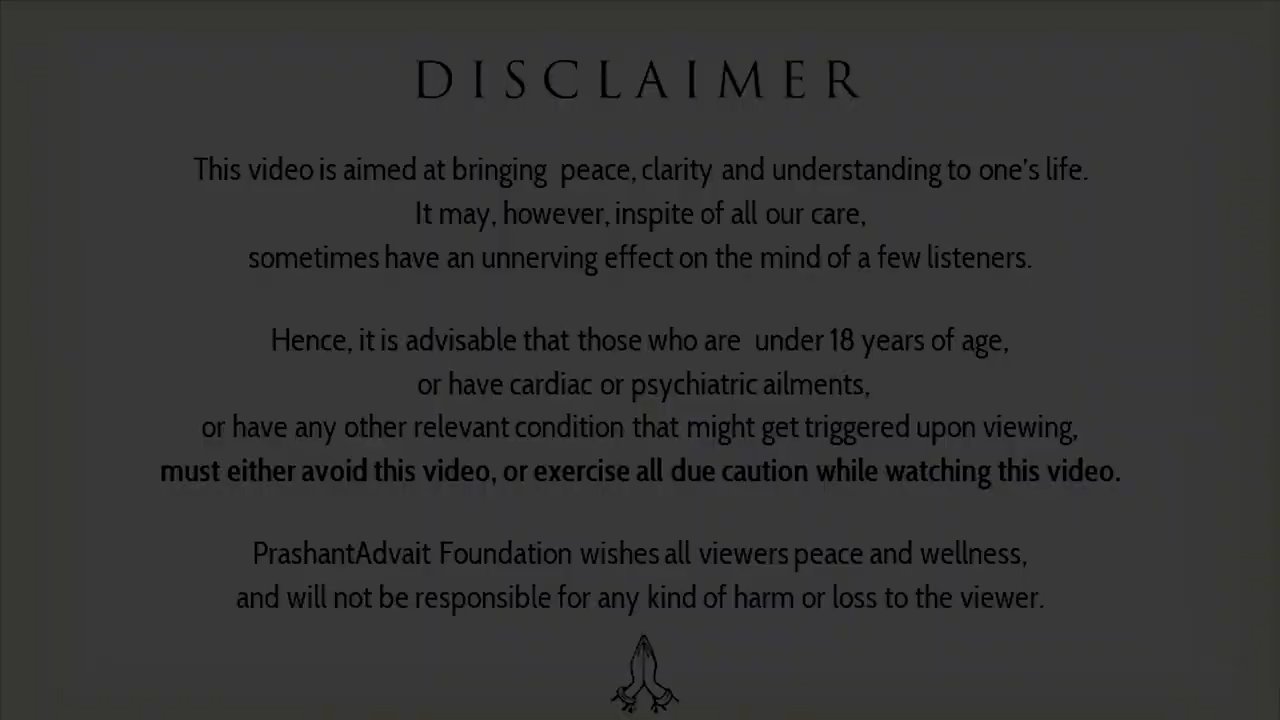 DISCLAIMER
This video is aimed at bringing peace, clarity and understanding to one's life.
It may, however, inspite of all our care,
sometimes have an unnerving effect on the mind of a few listeners.
Hence, it is advisable that those who are under 18 years of age,
or have cardiac or psychiatric ailments,
or have any other relevant condition that might get triggered upon viewing,
must either avoid this video, or exercise all due caution while watching this video.
PrashantAdvait Foundation wishes all viewers peace and wellness,
and will not be responsible for any kind of harm or loss to the viewer.